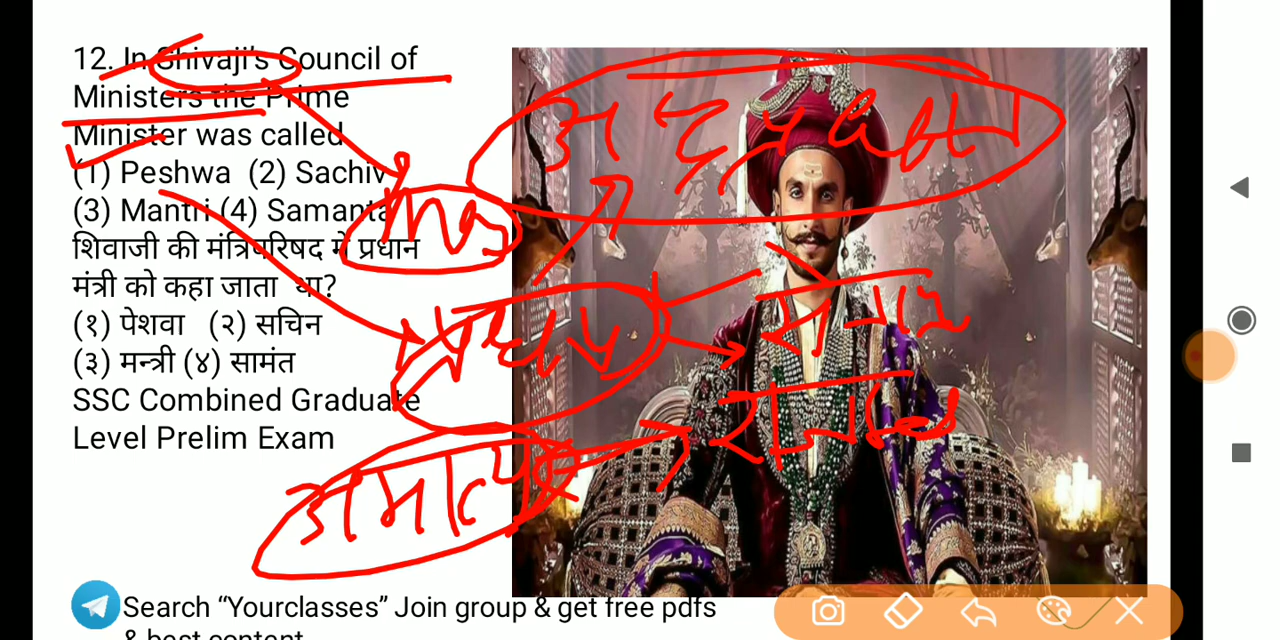 12. In Shivaji's Council of
Ministers the Prime
Minister was called
(1) Peshwa (2) Sachiv
(3) Mantri (4) Samanta
शिवाजी की मंत्रिपरिषद में प्रधान
मंत्री को कहा जाता था?
(१) पेशवा (२) सचिन
(३) मन्त्री (४) सामंत
SSC Combined Graduate
Level Prelim Exam
अमात्य
Search “Yourclasses” Join group & get free pdfs
& best content